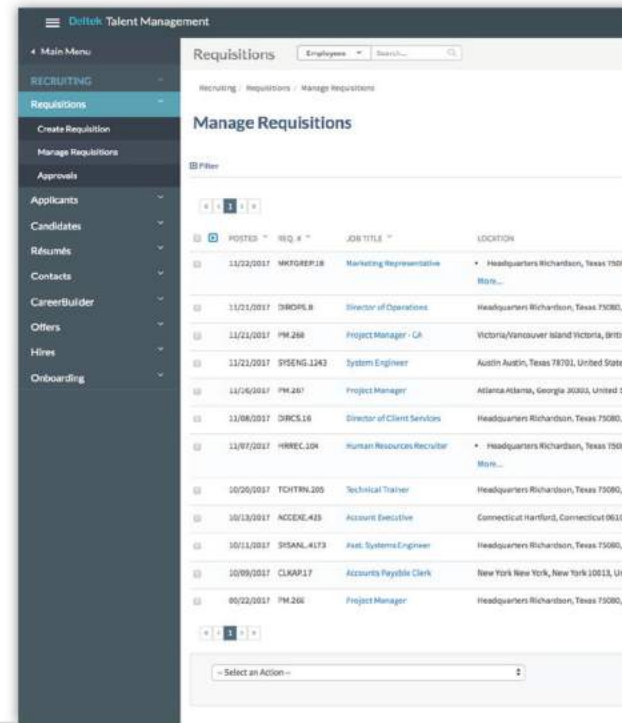 Deltek Talent Management
Main Menu
Requisitions
Employees
Search...
RECRUITING
Requisitions
Create Requisition
Manage Requisitions
Approvals
Applicants
Candidates
Résumés
Contacts
CareerBuilder
Offers
Hires
Onboarding
Recruiting / Requisitions / Manage Requisitions
Manage Requisitions
Filter
« ‹ 1 › »
POSTED REQ. # JOB TITLE LOCATION
11/22/2017 MKTGREP.18 Marketing Representative • Headquarters Richardson, Texas 7508
More...
11/21/2017 DIROPS.8 Director of Operations Headquarters Richardson, Texas 75080,
11/21/2017 PM.268 Project Manager - CA Victoria/Vancouver Island Victoria, Briti
11/21/2017 SYSENG.1243 System Engineer Austin Austin, Texas 78701, United State
11/16/2017 PM.267 Project Manager Atlanta Atlanta, Georgia 30303, United S
11/08/2017 DIRCS.16 Director of Client Services Headquarters Richardson, Texas 75080,
11/07/2017 HRREC.104 Human Resources Recruiter • Headquarters Richardson, Texas 7508
More...
10/20/2017 TCHTRN.205 Technical Trainer Headquarters Richardson, Texas 75080,
10/13/2017 ACCEXE.425 Account Executive Connecticut Hartford, Connecticut 0610
10/11/2017 SYSANL.4173 Asst. Systems Engineer Headquarters Richardson, Texas 75080,
10/09/2017 CLKAP.17 Accounts Payable Clerk New York New York, New York 10013, Un
09/22/2017 PM.266 Project Manager Headquarters Richardson, Texas 75080,
« ‹ 1 › »
-- Select an Action --